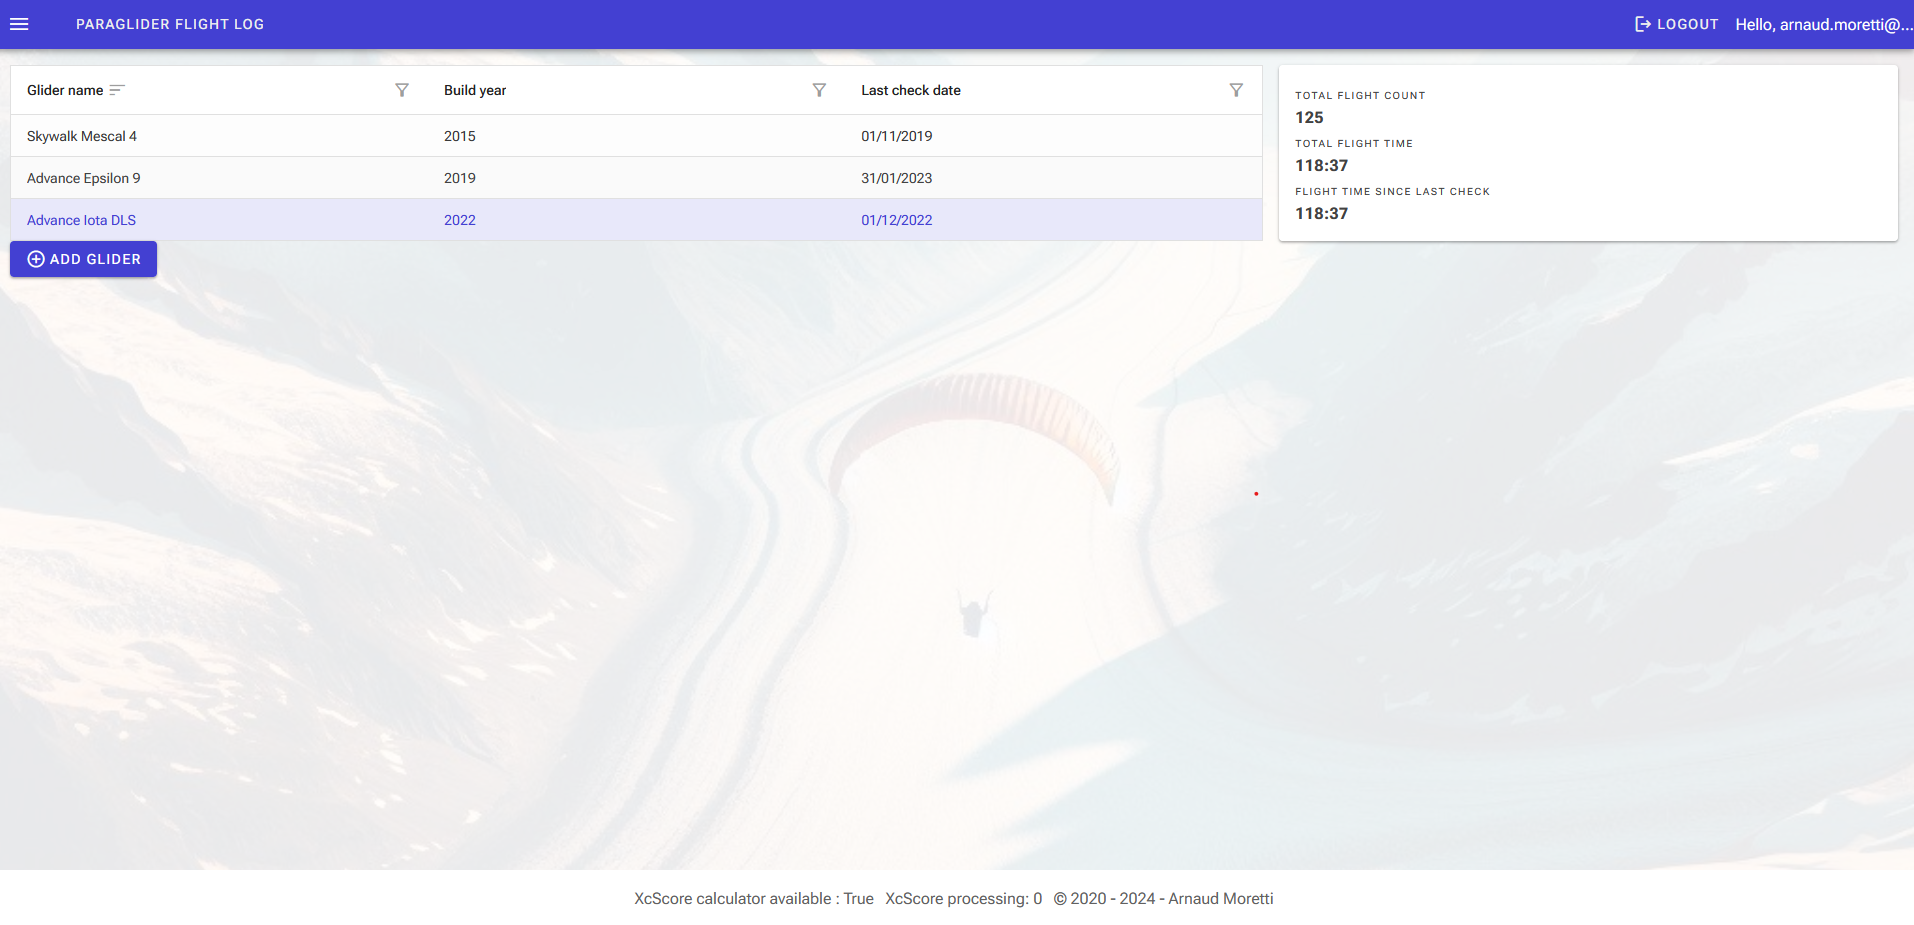 PARAGLIDER FLIGHT LOG LOGOUT Hello, arnaud.moretti@...
Glider name Build year Last check date
Skywalk Mescal 4 2015 01/11/2019
Advance Epsilon 9 2019 31/01/2023
Advance Iota DLS 2022 01/12/2022
ADD GLIDER
TOTAL FLIGHT COUNT
125
TOTAL FLIGHT TIME
118:37
FLIGHT TIME SINCE LAST CHECK
118:37
XcScore calculator available : True XcScore processing: 0 © 2020 - 2024 - Arnaud Moretti